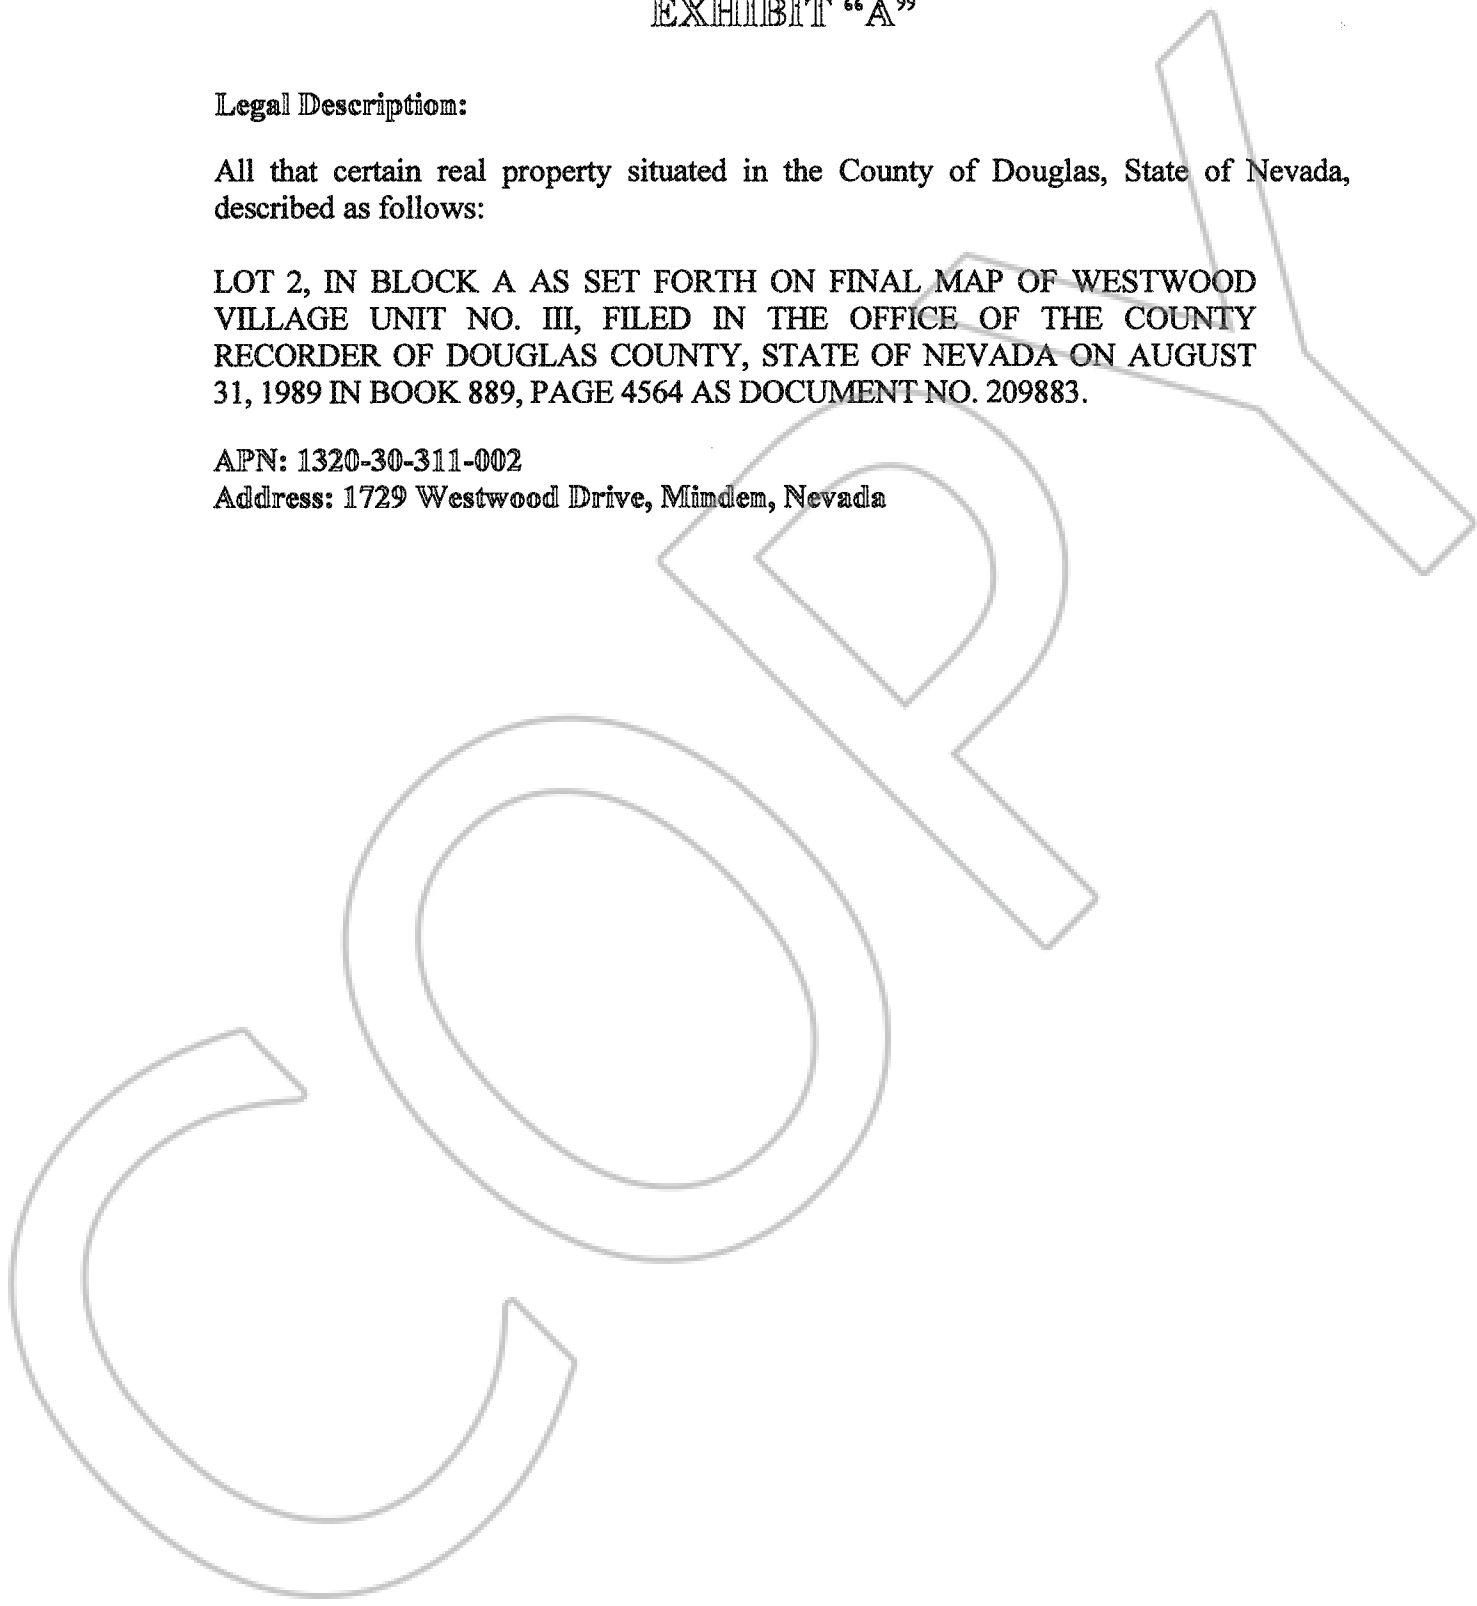 EXHIBIT “A”
Legal Description:
All that certain real property situated in the County of Douglas, State of Nevada,
described as follows:
LOT 2, IN BLOCK A AS SET FORTH ON FINAL MAP OF WESTWOOD
VILLAGE UNIT NO. III, FILED IN THE OFFICE OF THE COUNTY
RECORDER OF DOUGLAS COUNTY, STATE OF NEVADA ON AUGUST
31, 1989 IN BOOK 889, PAGE 4564 AS DOCUMENT NO. 209883.
APN: 1320-30-311-002
Address: 1729 Westwood Drive, Minden, Nevada
COPY